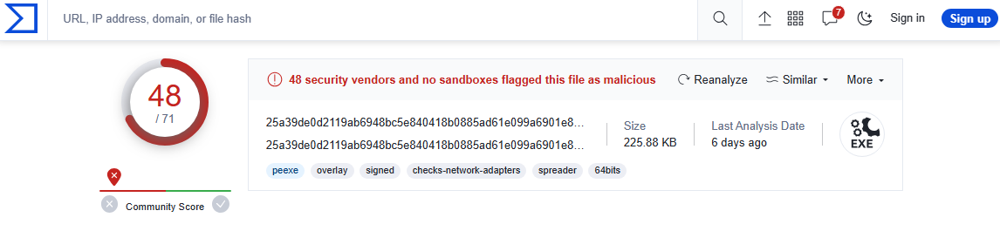 URL, IP address, domain, or file hash
7
Sign in
Sign up
48
/ 71
Community Score
48 security vendors and no sandboxes flagged this file as malicious
Reanalyze
Similar
More
25a39de0d2119ab6948bc5e840418b0885ad61e099a6901e8...
25a39de0d2119ab6948bc5e840418b0885ad61e099a6901e8...
Size
225.88 KB
Last Analysis Date
6 days ago
EXE
peexe
overlay
signed
checks-network-adapters
spreader
64bits